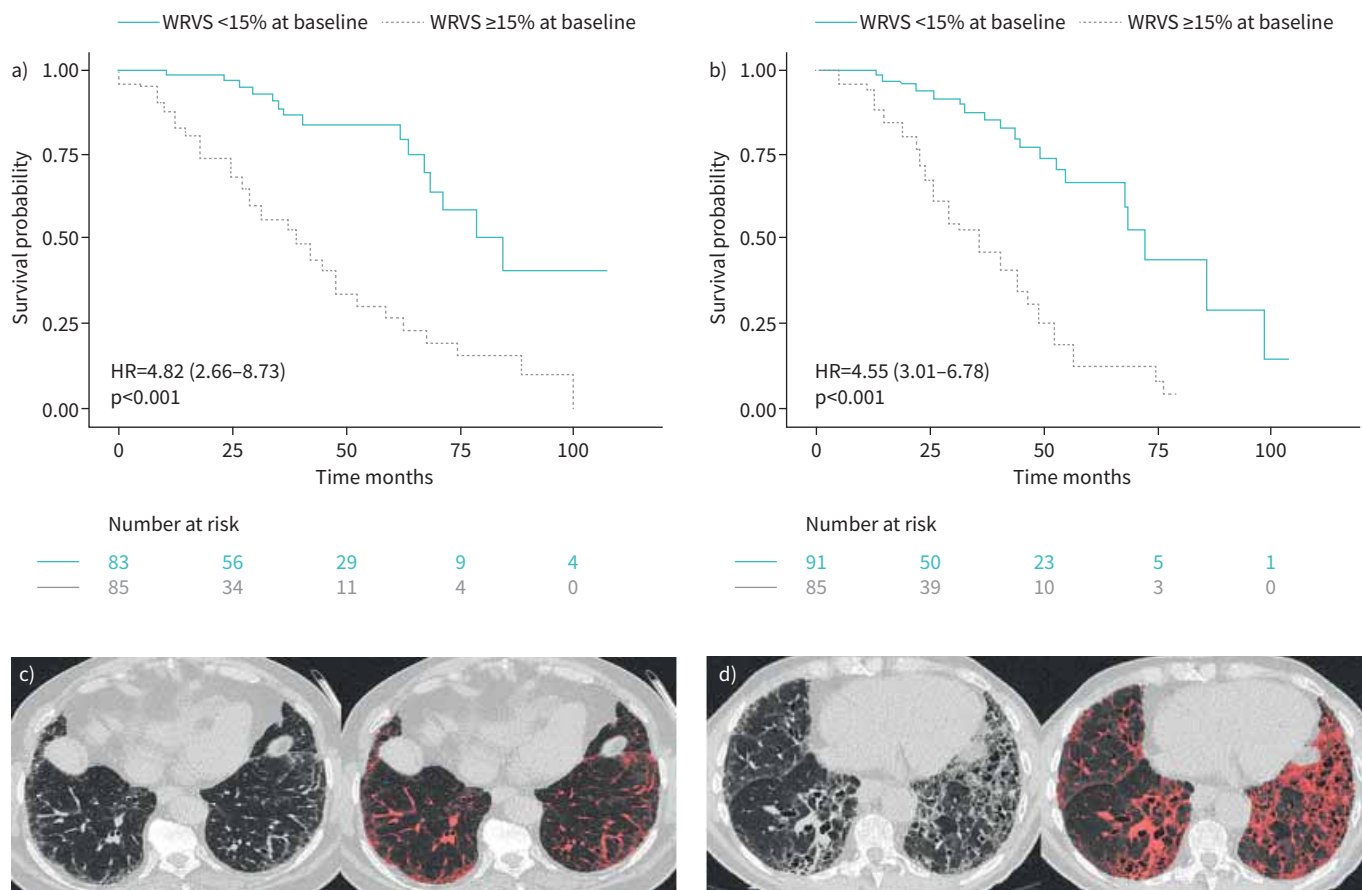 WRVS <15% at baseline WRVS ≥15% at baseline
a) 1.00
0.75
0.50
0.25
0.00
Survival probability
HR=4.82 (2.66–8.73)
p<0.001
0 25 50 75 100
Time months
Number at risk
83 56 29 9 4
85 34 11 4 0
WRVS <15% at baseline WRVS ≥15% at baseline
b) 1.00
0.75
0.50
0.25
0.00
Survival probability
HR=4.55 (3.01–6.78)
p<0.001
0 25 50 75 100
Time months
Number at risk
91 50 23 5 1
85 39 10 3 0
c)
d)